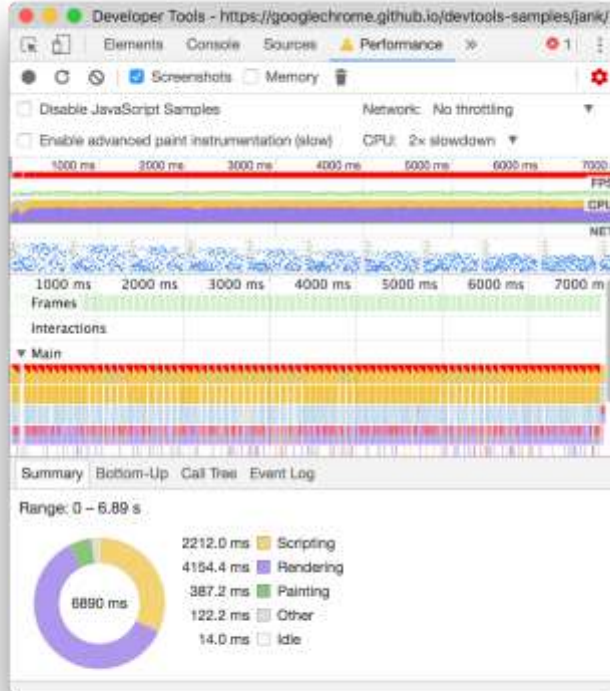 Developer Tools - https://googlechrome.github.io/devtools-samples/jank/
Elements Console Sources Performance » 1
Screenshots Memory
Disable JavaScript Samples Network: No throttling
Enable advanced paint instrumentation (slow) CPU: 2x slowdown
1000 ms 2000 ms 3000 ms 4000 ms 5000 ms 6000 ms 7000
FPS
CPU
NET
1000 ms 2000 ms 3000 ms 4000 ms 5000 ms 6000 ms 7000 m
Frames
Interactions
Main
Summary Bottom-Up Call Tree Event Log
Range: 0 – 6.89 s
2212.0 ms Scripting
4154.4 ms Rendering
6890 ms
387.2 ms Painting
122.2 ms Other
14.0 ms Idle